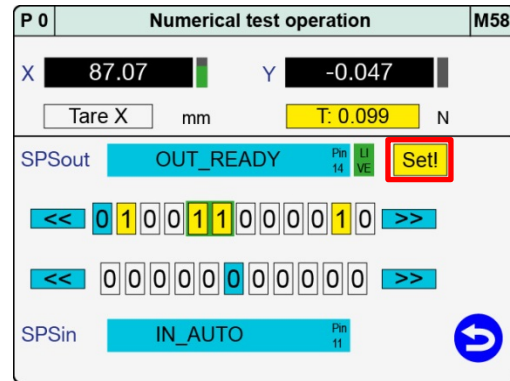 P 0 Numerical test operation M58
X 87.07 Y -0.047
Tare X mm T: 0.099 N
SPSout OUT_READY Pin 14 LI VE Set!
<< 0 1 0 0 1 1 0 0 0 0 1 0 >>
<< 0 0 0 0 0 0 0 0 0 0 0 0 >>
SPSin IN_AUTO Pin 11